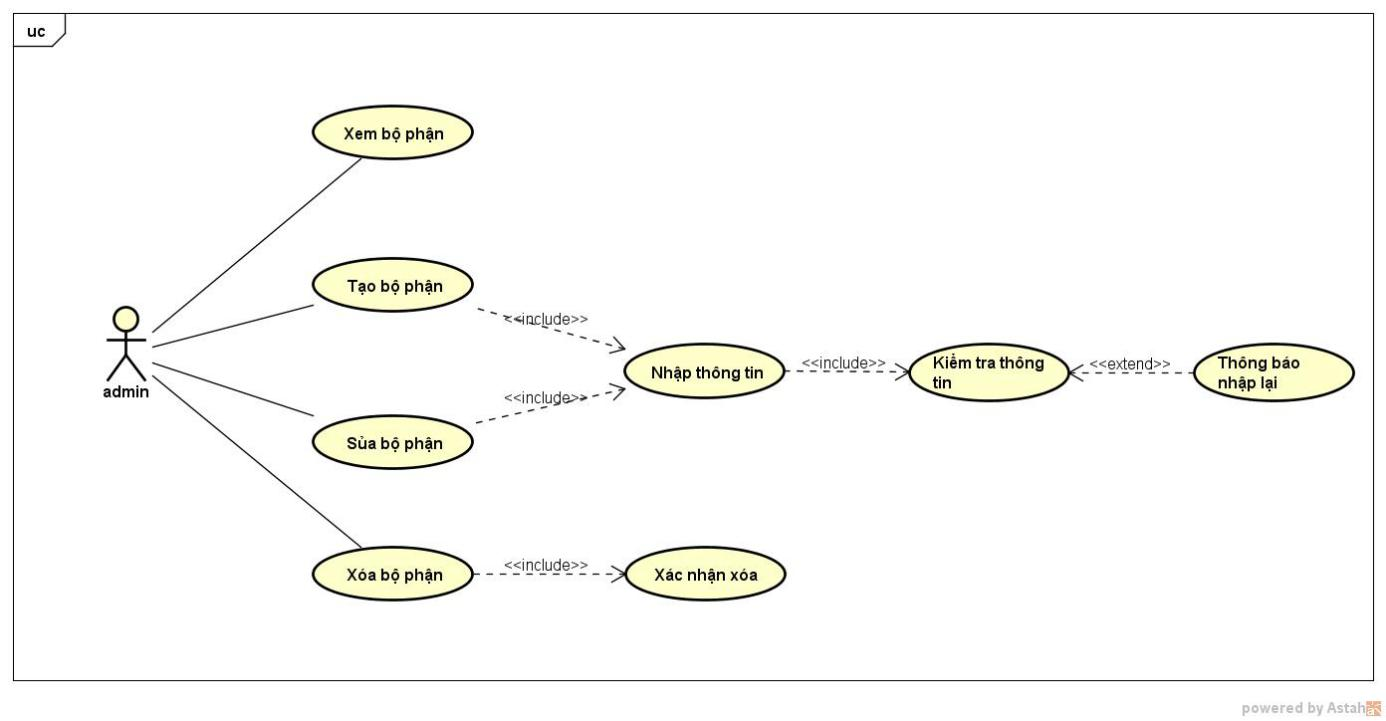 uc
Xem bộ phận
Tạo bộ phận
<<include>>
admin
Nhập thông tin
<<include>>
Kiểm tra thông
tin
<<extend>>
Thông báo
nhập lại
<<include>>
Sủa bộ phận
Xóa bộ phận
<<include>>
Xác nhận xóa
powered by Astah